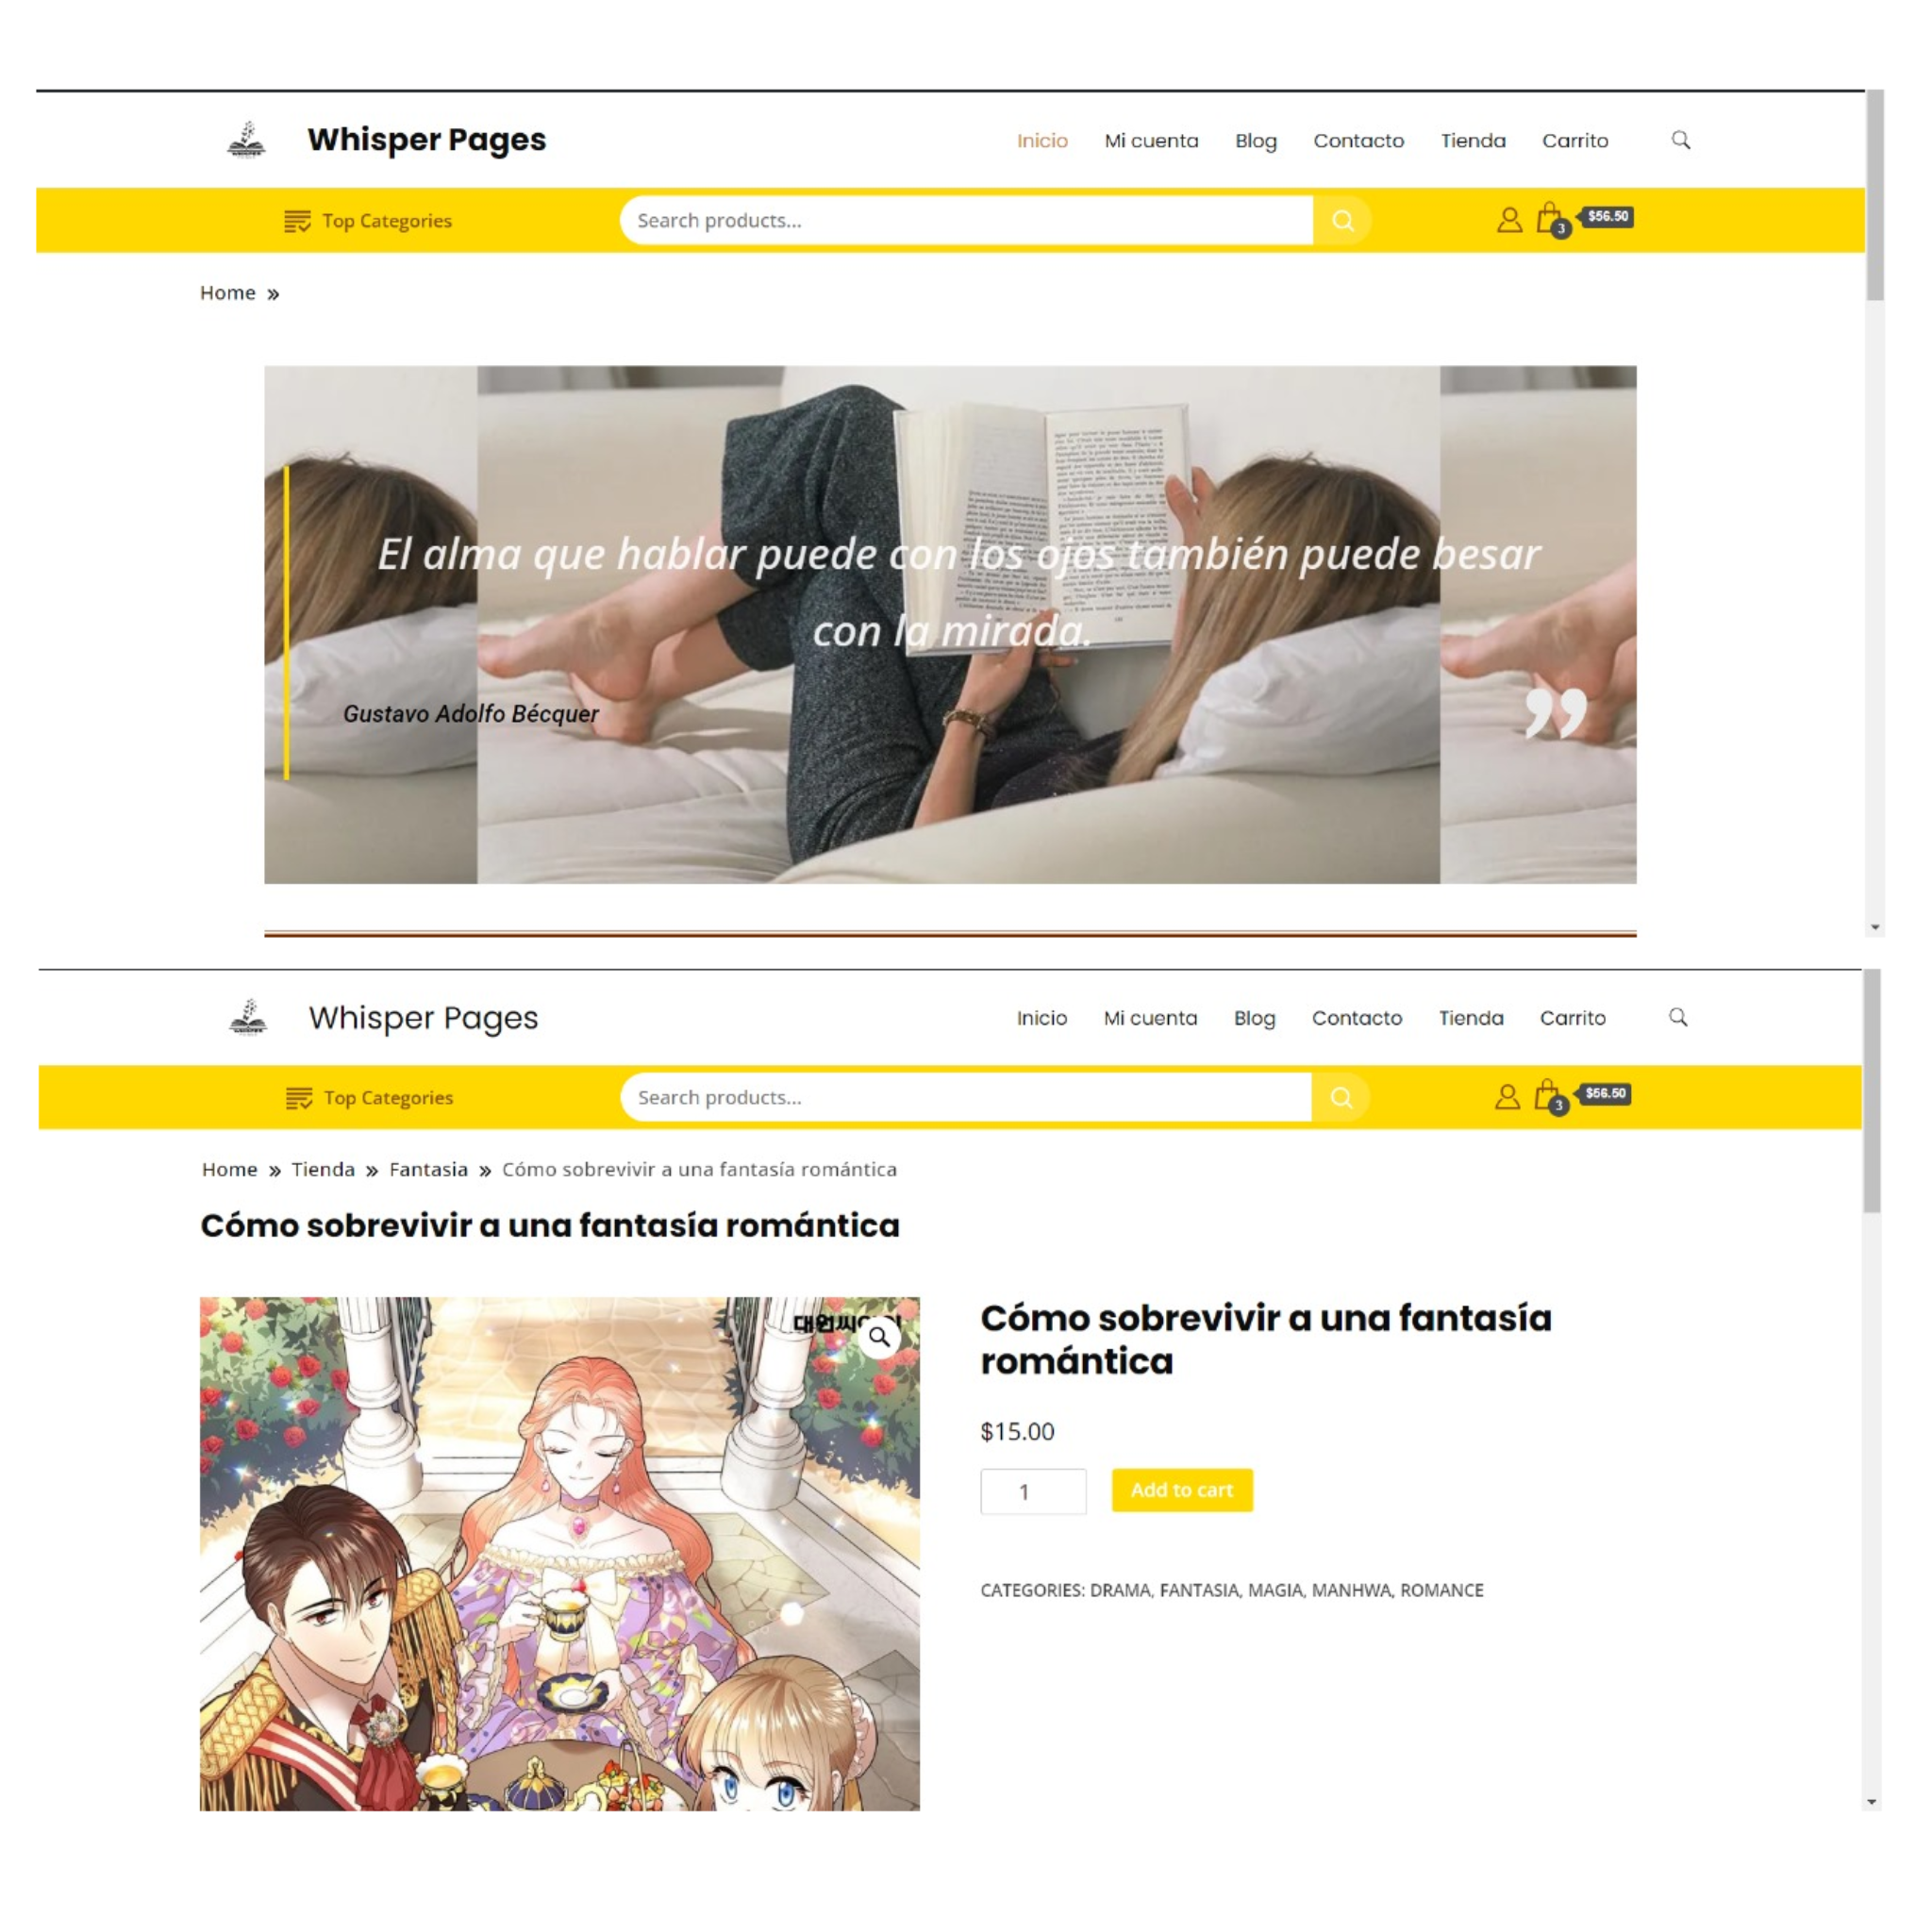 Whisper Pages
Inicio Mi cuenta Blog Contacto Tienda Carrito
Top Categories Search products... 3 $56.50
Home »
El alma que hablar puede con los ojos también puede besar
con la mirada.
Gustavo Adolfo Bécquer
”
Whisper Pages
Inicio Mi cuenta Blog Contacto Tienda Carrito
Top Categories Search products... 3 $56.50
Home » Tienda » Fantasia » Cómo sobrevivir a una fantasía romántica
Cómo sobrevivir a una fantasía romántica
Cómo sobrevivir a una fantasía
romántica
$15.00
1 Add to cart
CATEGORIES: DRAMA, FANTASIA, MAGIA, MANHWA, ROMANCE